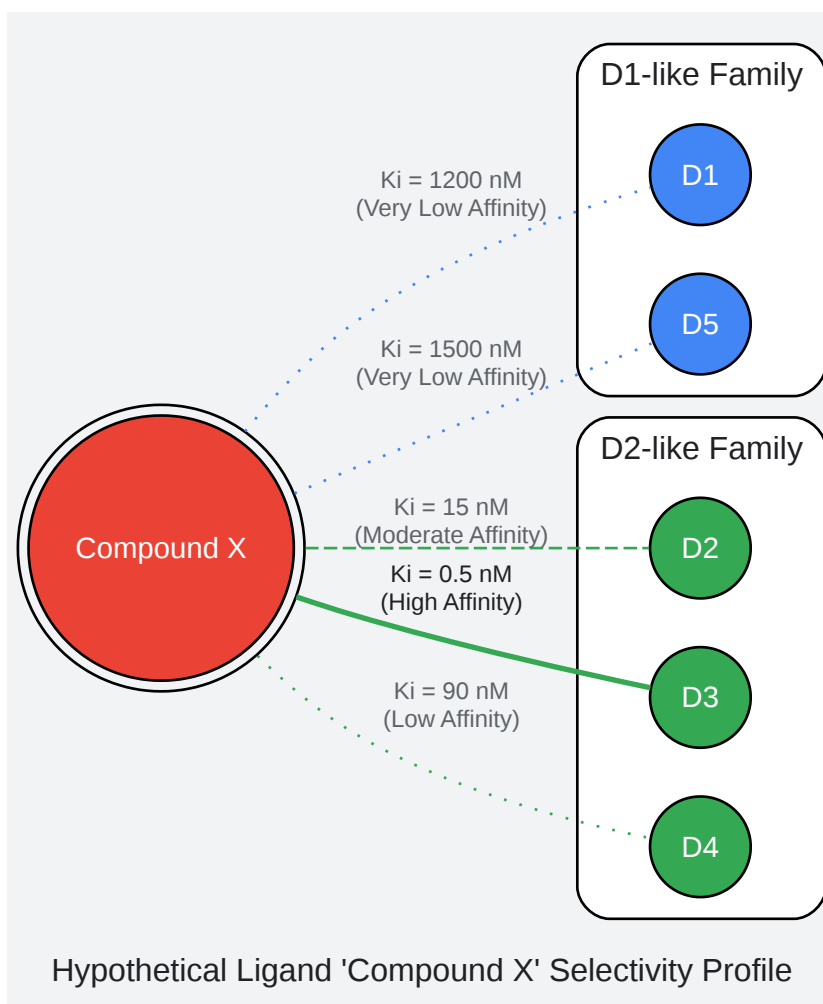 D1-like Family
D1
Ki = 1200 nM
(Very Low Affinity)
D5
Ki = 1500 nM
(Very Low Affinity)
D2-like Family
Ki = 15 nM
(Moderate Affinity)
Compound X
D2
Ki = 0.5 nM
(High Affinity)
D3
Ki = 90 nM
(Low Affinity)
D4
Hypothetical Ligand 'Compound X' Selectivity Profile